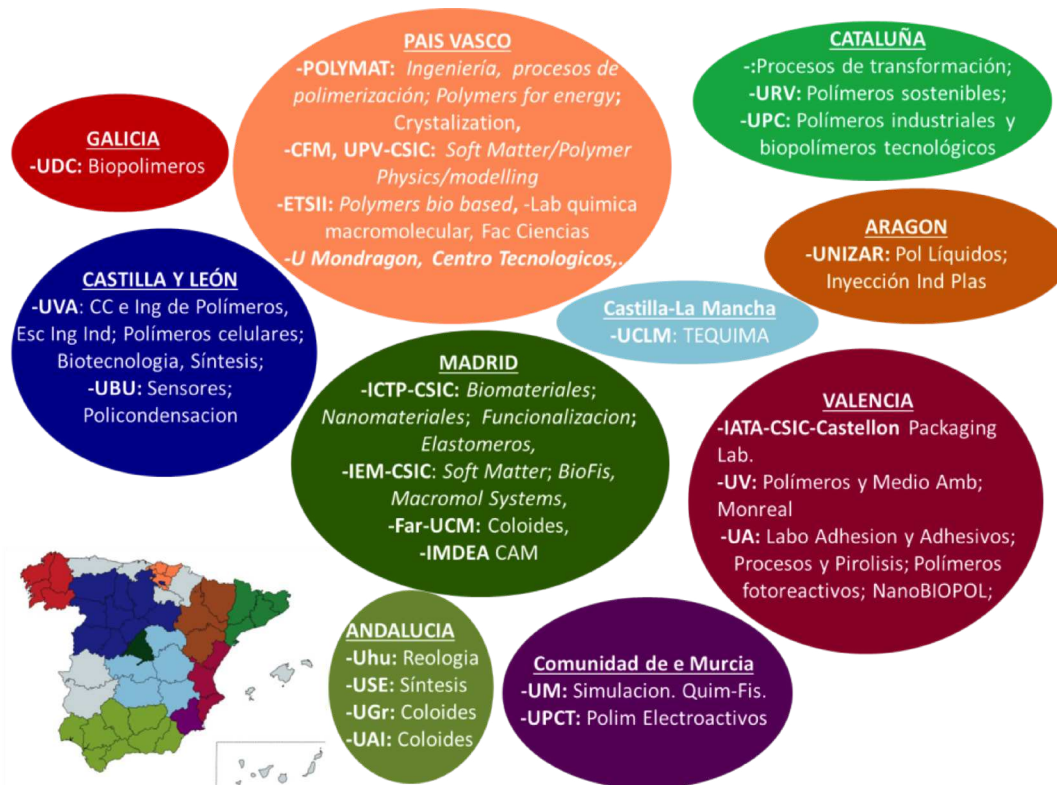 PAIS VASCO
-POLYMAT: Ingeniería, procesos de
polimerización; Polymers for energy;
Crystalization,
-CFM, UPV-CSIC: Soft Matter/Polymer
Physics/modelling
-ETSII: Polymers bio based, -Lab quimica
macromolecular, Fac Ciencias
-U Mondragon, Centro Tecnologicos,.
CATALUÑA
-:Procesos de transformación;
-URV: Polímeros sostenibles;
-UPC: Polímeros industriales y
biopolímeros tecnológicos
GALICIA
-UDC: Biopolimeros
ARAGON
-UNIZAR: Pol Líquidos;
Inyección Ind Plas
CASTILLA Y LEÓN
-UVA: CC e Ing de Polímeros,
Esc Ing Ind; Polímeros celulares;
Biotecnologia, Síntesis;
-UBU: Sensores;
Policondensacion
Castilla-La Mancha
-UCLM: TEQUIMA
MADRID
-ICTP-CSIC: Biomateriales;
Nanomateriales; Funcionalizacion;
Elastomeros,
-IEM-CSIC: Soft Matter; BioFis,
Macromol Systems,
-Far-UCM: Coloides,
-IMDEA CAM
VALENCIA
-IATA-CSIC-Castellon Packaging
Lab.
-UV: Polímeros y Medio Amb;
Monreal
-UA: Labo Adhesion y Adhesivos;
Procesos y Pirolisis; Polímeros
fotoreactivos; NanoBIOPOL;
ANDALUCIA
-Uhu: Reologia
-USE: Síntesis
-UGr: Coloides
-UAI: Coloides
Comunidad de e Murcia
-UM: Simulacion. Quim-Fis.
-UPCT: Polim Electroactivos